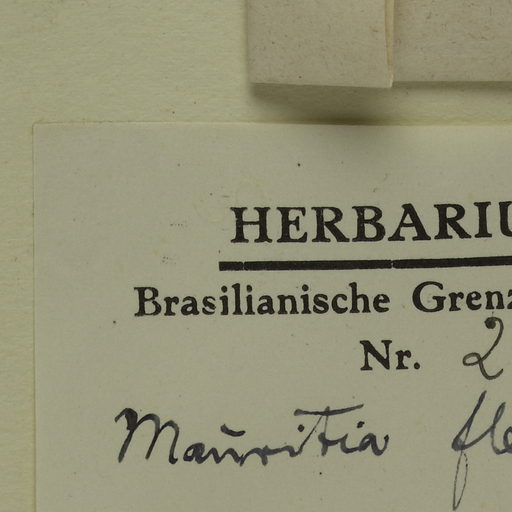 HERBARIU
Brasilianische Grenz
Nr. 2
Mauritia fle